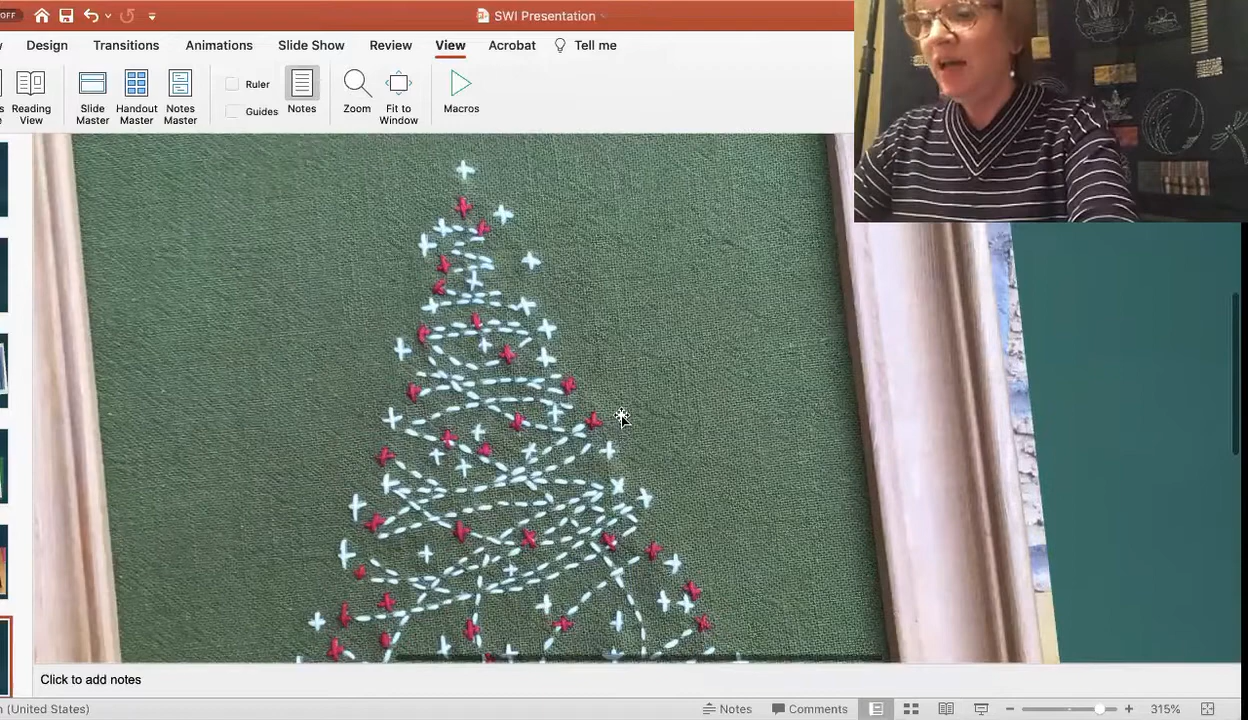 OFF
SWI Presentation
Design Transitions Animations Slide Show Review View Acrobat Tell me
Reading View
Slide Master
Handout Master
Notes Master
Ruler
Guides
Notes
Zoom
Fit to Window
Macros
Click to add notes
(United States)
Notes Comments 315%